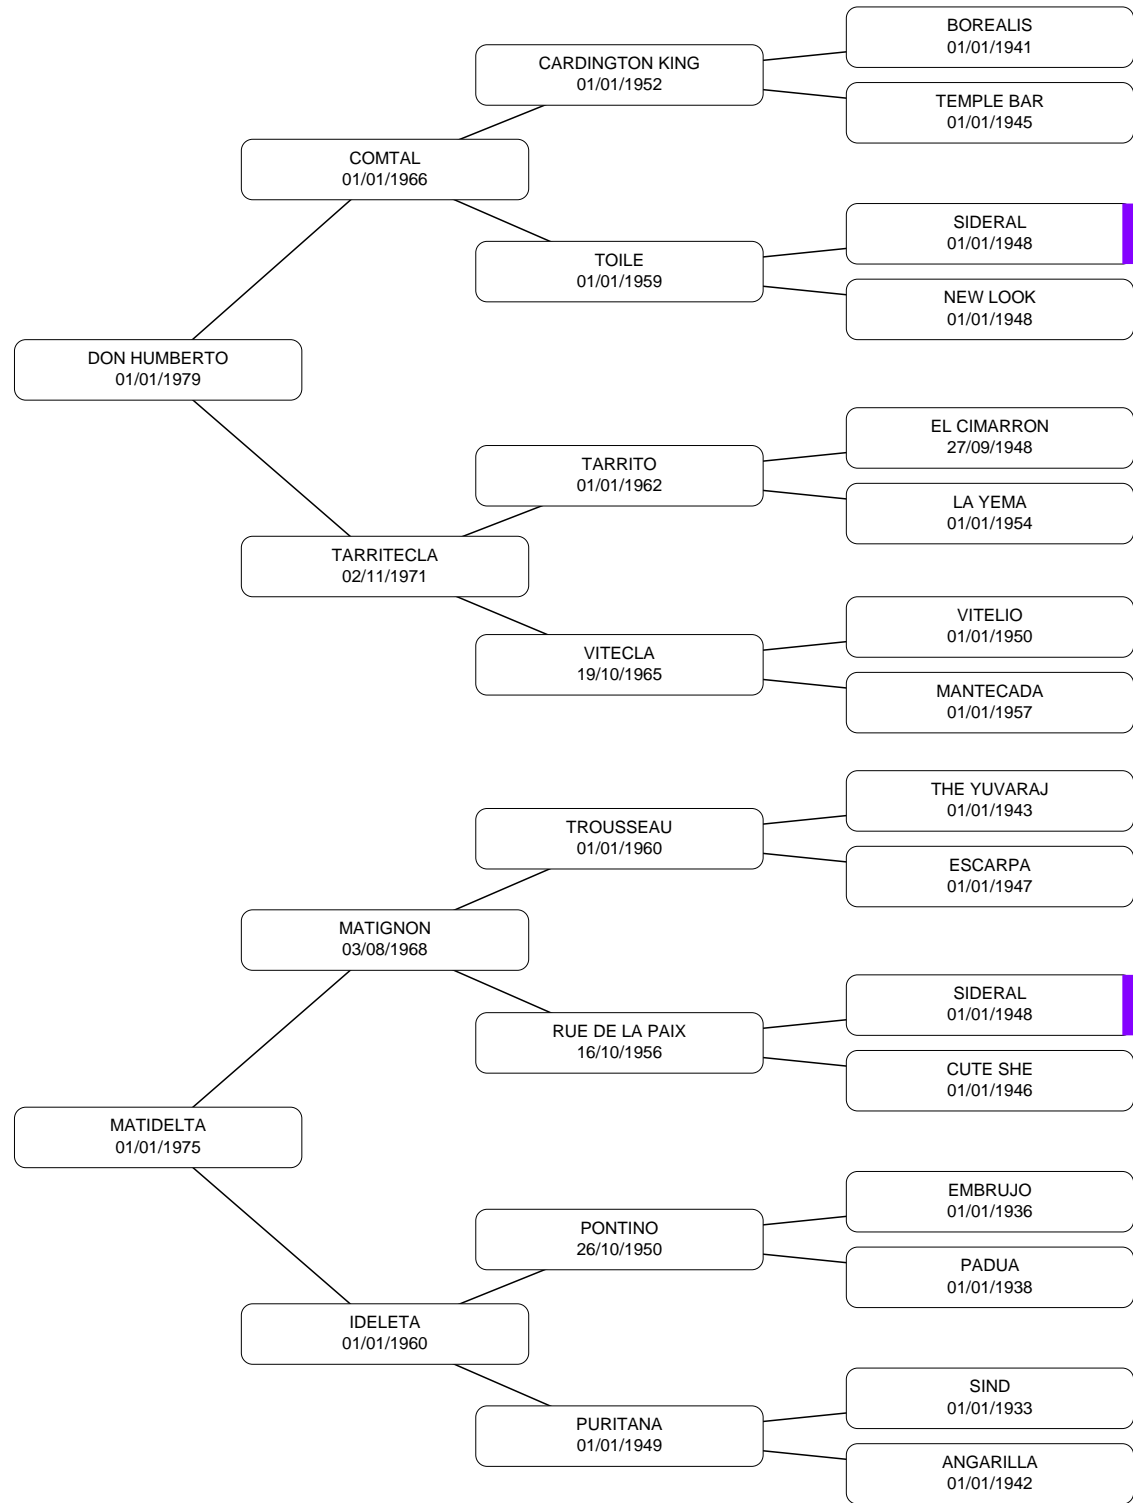 BOREALIS
01/01/1941
CARDINGTON KING
01/01/1952
TEMPLE BAR
01/01/1945
COMTAL
01/01/1966
SIDERAL
01/01/1948
TOILE
01/01/1959
NEW LOOK
01/01/1948
DON HUMBERTO
01/01/1979
EL CIMARRON
27/09/1948
TARRITO
01/01/1962
LA YEMA
01/01/1954
TARRITECLA
02/11/1971
VITELIO
01/01/1950
VITECLA
19/10/1965
MANTECADA
01/01/1957
THE YUVARAJ
01/01/1943
TROUSSEAU
01/01/1960
ESCARPA
01/01/1947
MATIGNON
03/08/1968
SIDERAL
01/01/1948
RUE DE LA PAIX
16/10/1956
CUTE SHE
01/01/1946
MATIDELTA
01/01/1975
EMBRUJO
01/01/1936
PONTINO
26/10/1950
PADUA
01/01/1938
IDELETA
01/01/1960
SIND
01/01/1933
PURITANA
01/01/1949
ANGARILLA
01/01/1942